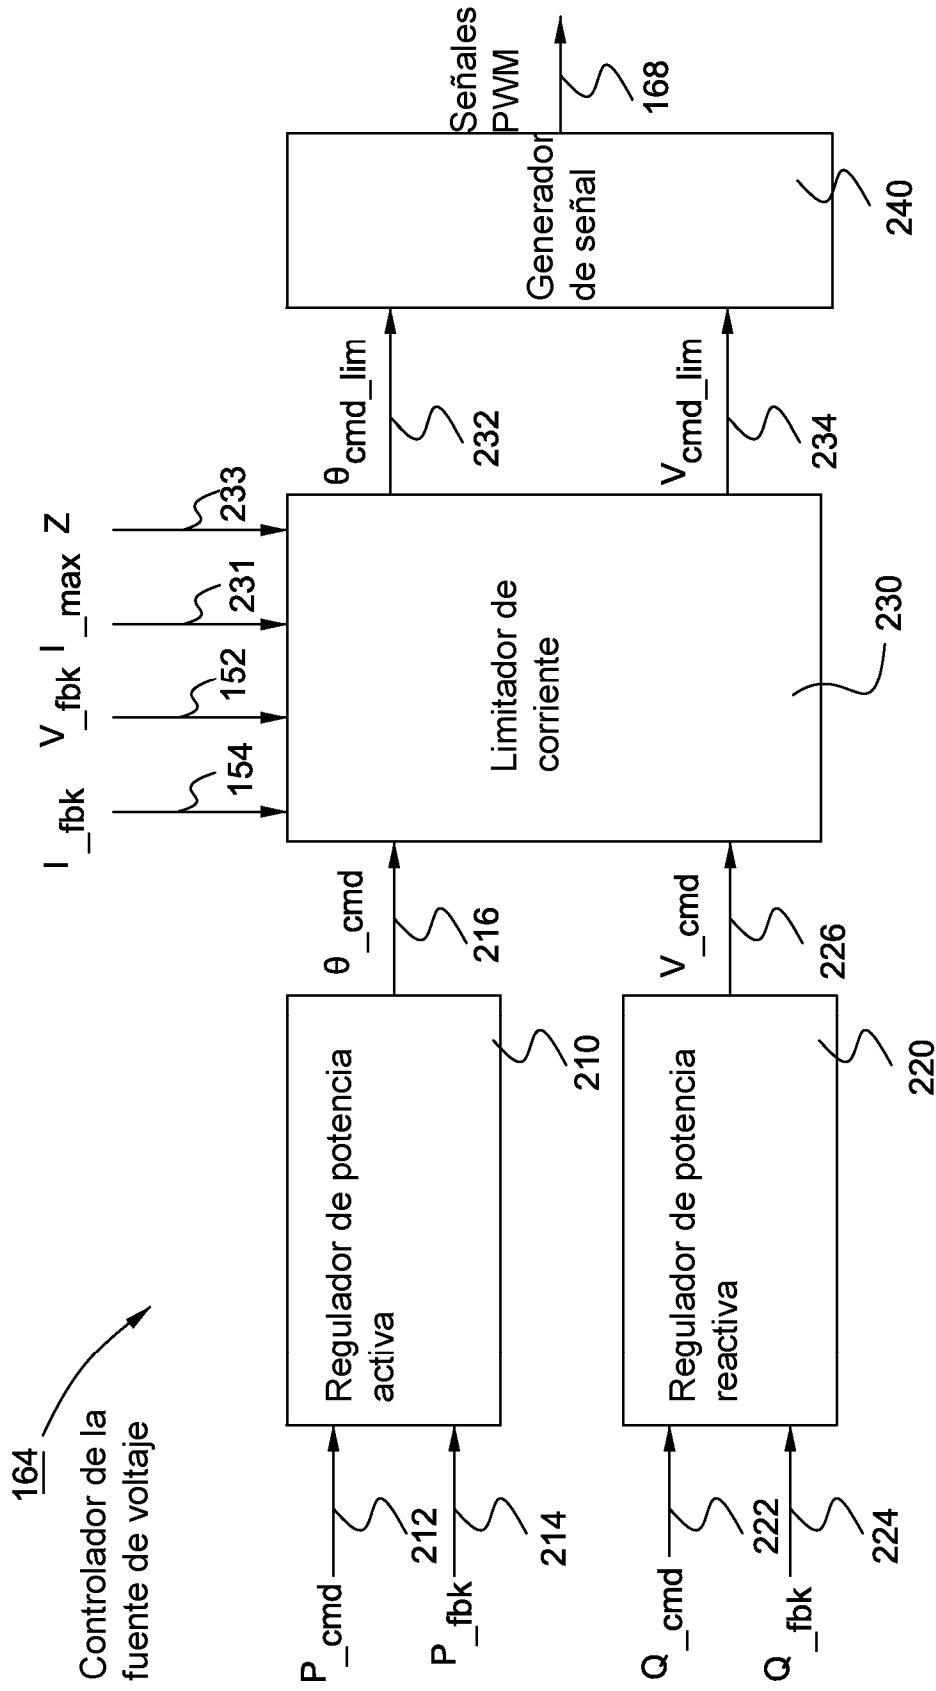 164
Controlador de la
fuente de voltaje
P_cmd
212
P_fbk
214
Regulador de potencia
activa
210
θ_cmd
216
Q_cmd
222
Q_fbk
224
Regulador de potencia
reactiva
220
V_cmd
226
I_fbk
154
V_fbk
152
I_max
231
Z
233
Limitador de
corriente
230
θcmd_lim
232
Vcmd_lim
234
Generador
de señal
240
Señales
PWM
168